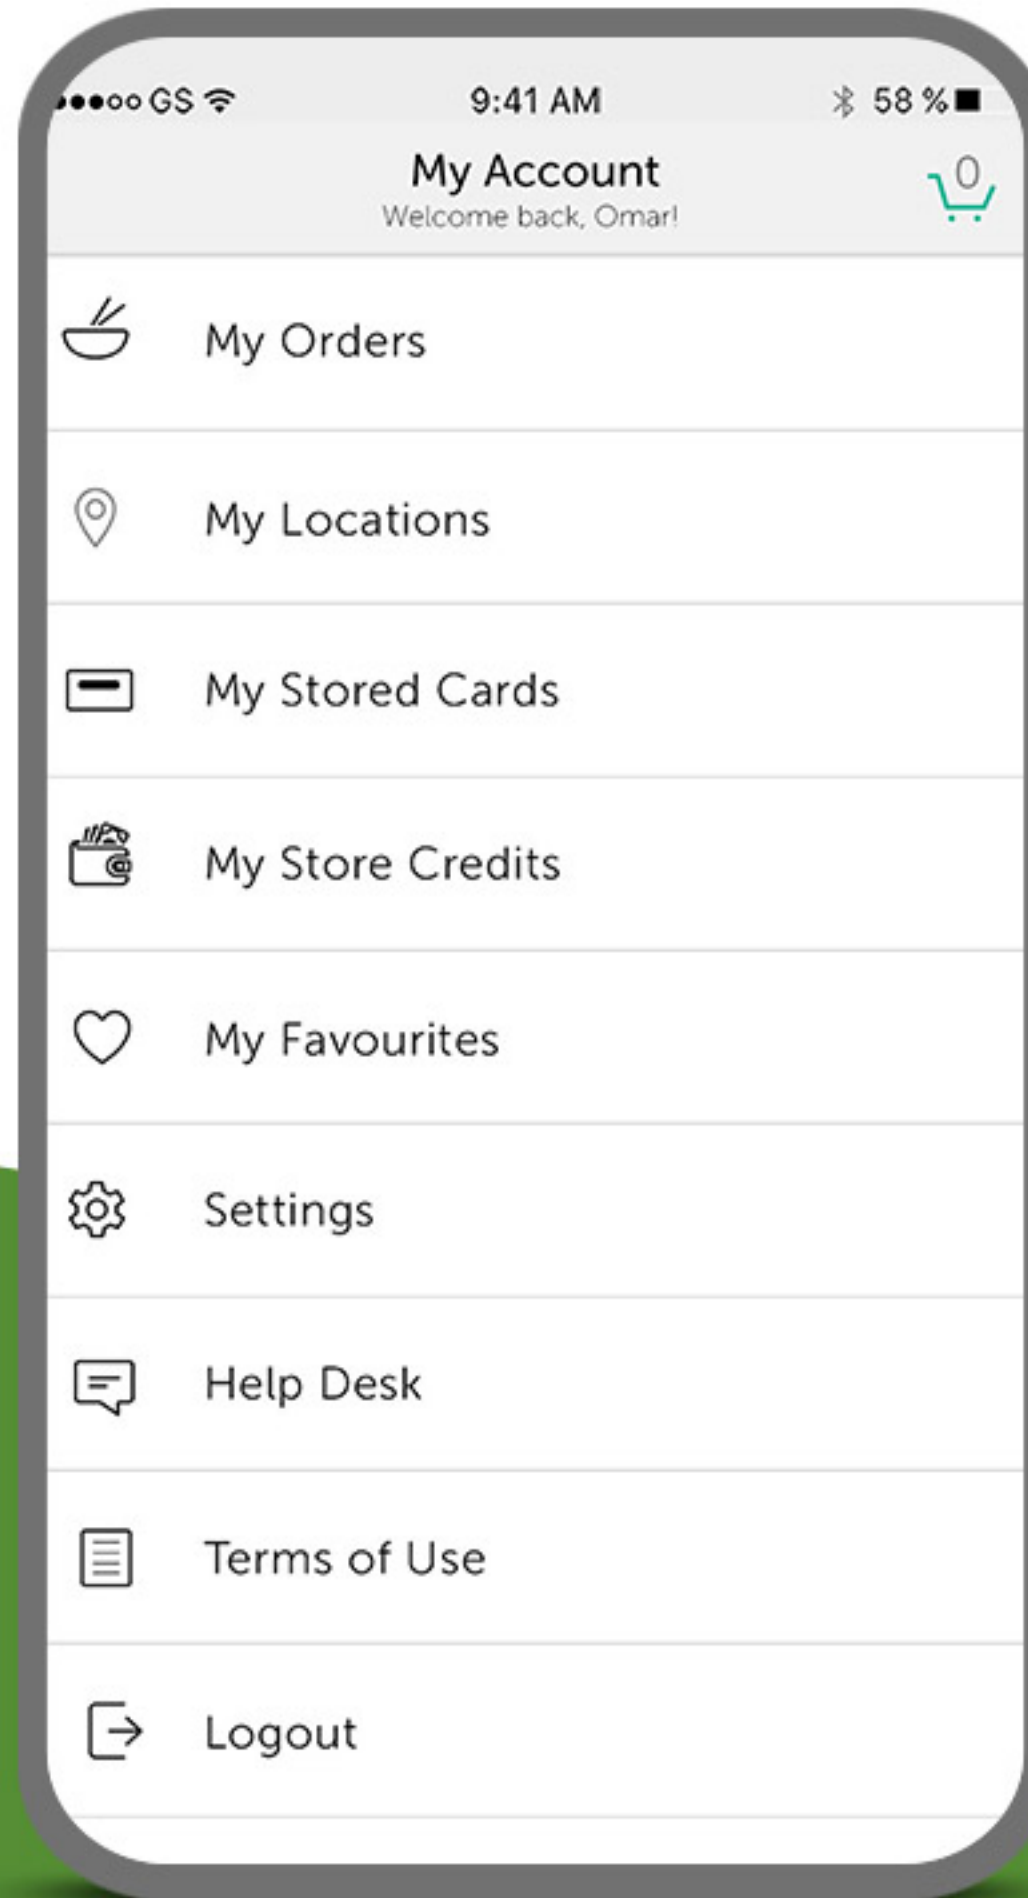 GS 9:41 AM 58 %
My Account
0
Welcome back, Omar!
My Orders
My Locations
My Stored Cards
My Store Credits
My Favourites
Settings
Help Desk
Terms of Use
Logout